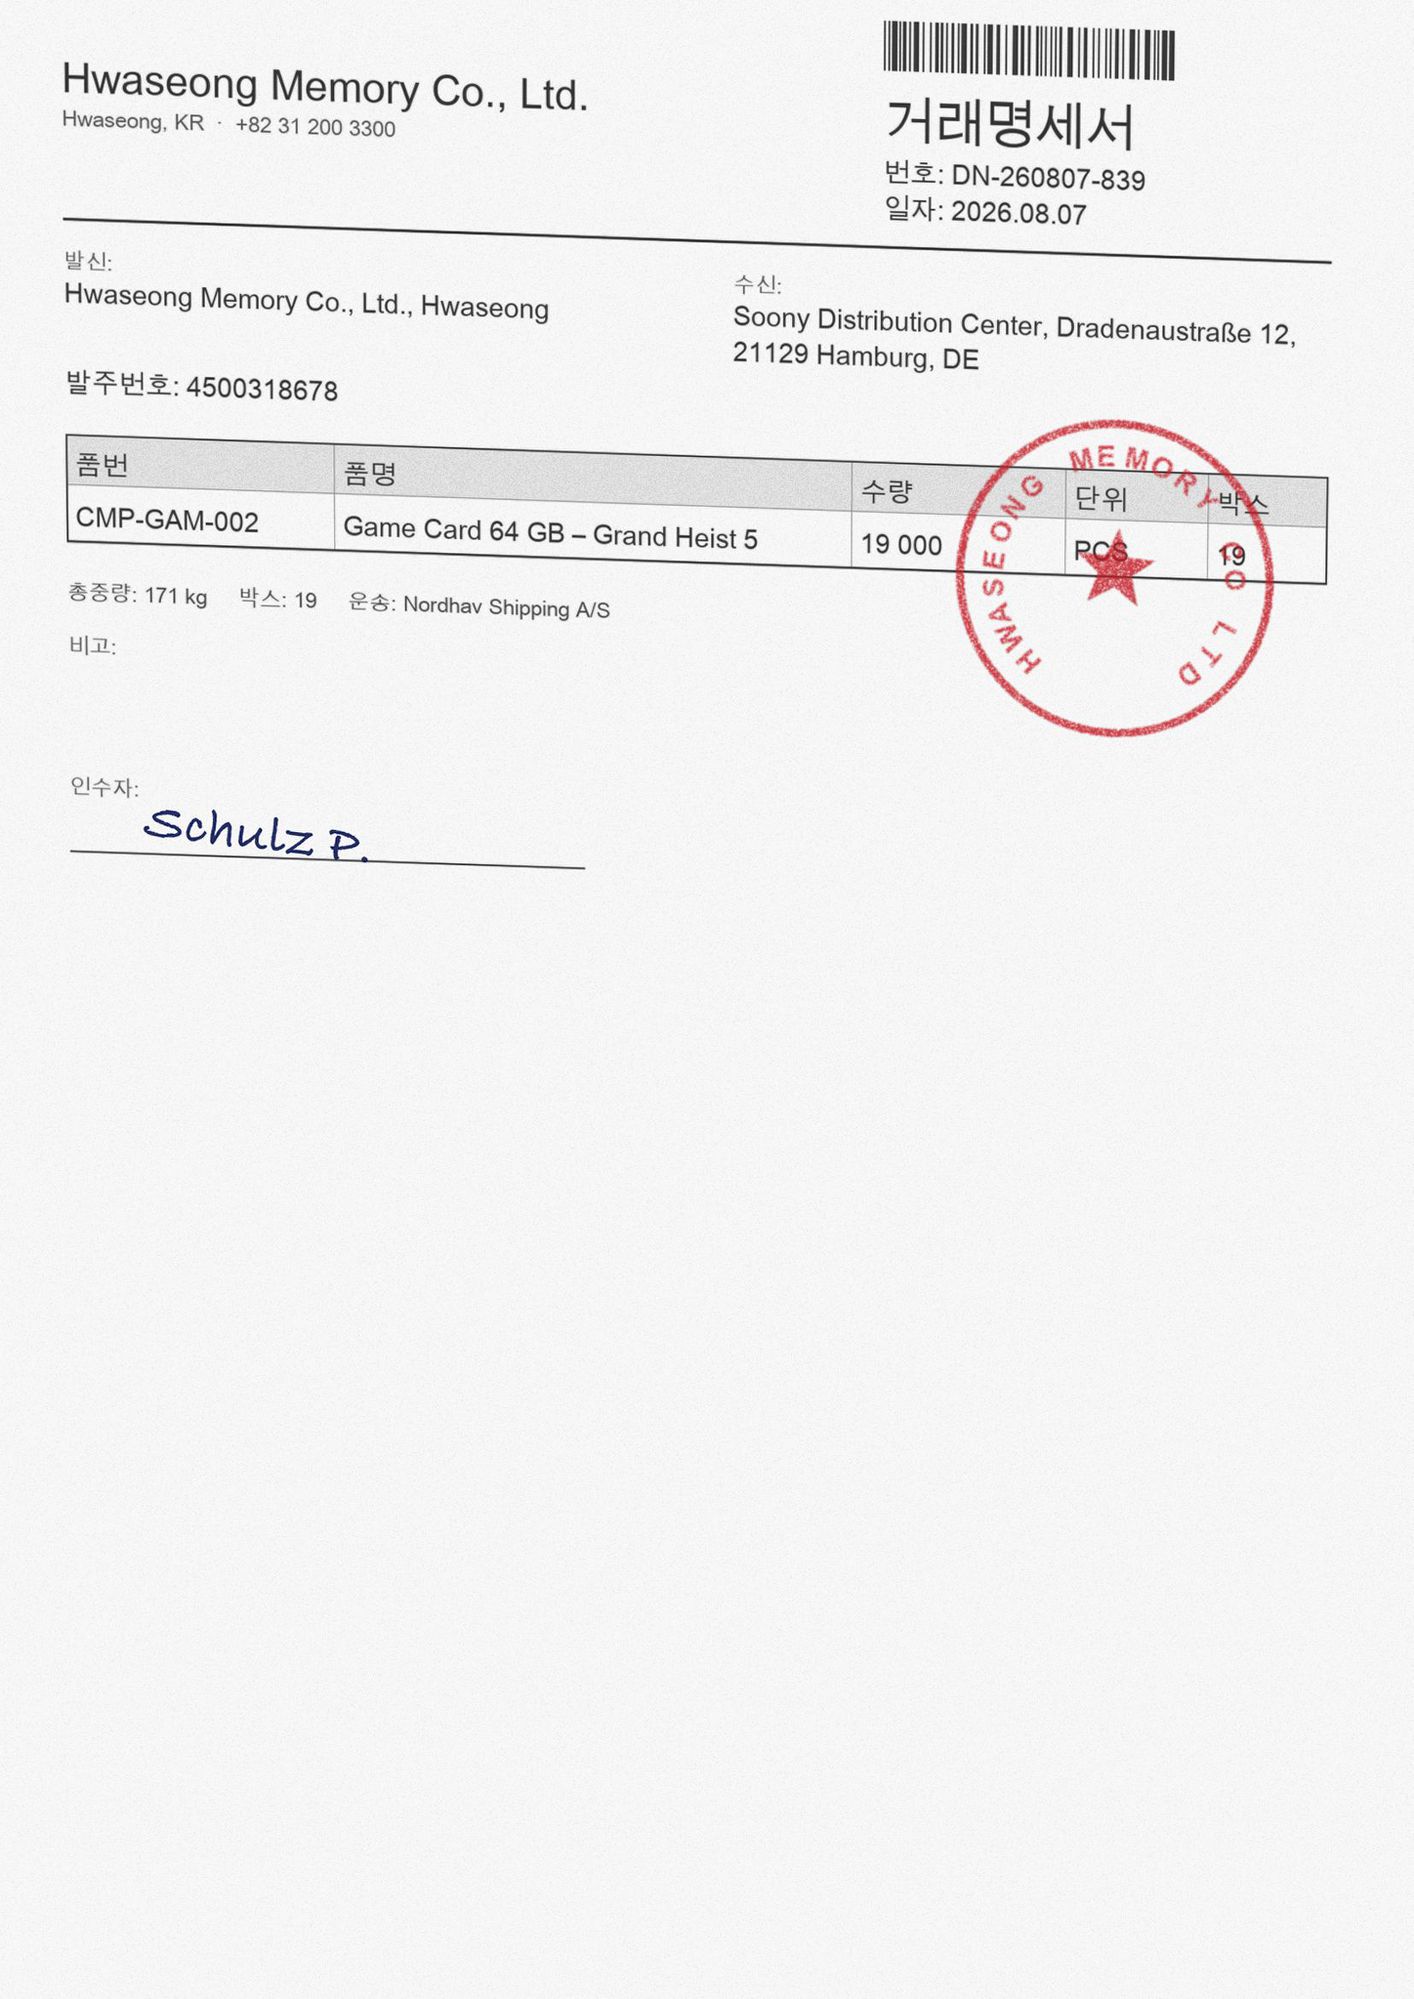 Hwaseong Memory Co., Ltd.
Hwaseong, KR · +82 31 200 3300
거래명세서
번호: DN-260807-839
일자: 2026.08.07
발신:
Hwaseong Memory Co., Ltd., Hwaseong
수신:
Soony Distribution Center, Dradenaustraße 12,
21129 Hamburg, DE
발주번호: 4500318678
품번 품명 수량 단위 박스
CMP-GAM-002 Game Card 64 GB – Grand Heist 5 19 000 PCS 19
HWASEONG MEMORY CO LTD
총중량: 171 kg 박스: 19 운송: Nordhav Shipping A/S
비고:
인수자:
Schulz P.